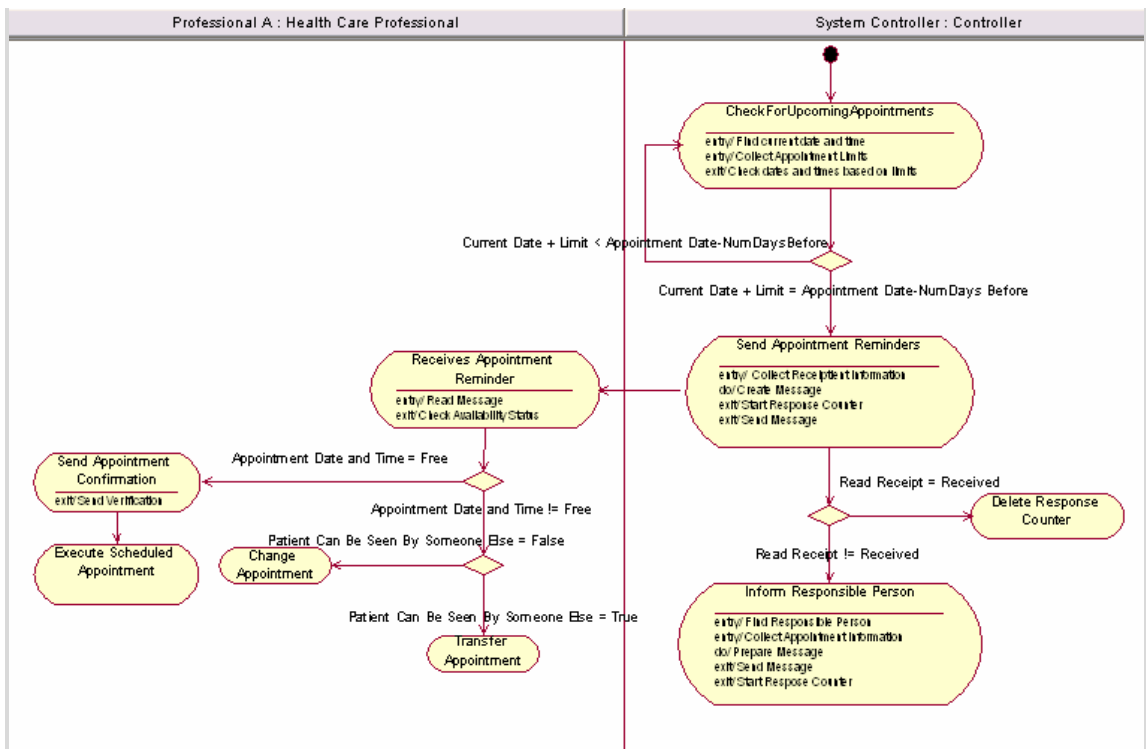 Professional A : Health Care Professional
System Controller : Controller
CheckForUpcomingAppointments
entry/ Find current date and time
entry/ Collect Appointment Limits
exit/ Check dates and times based on limits
Current Date + Limit < Appointment Date-NumDaysBefore
Current Date + Limit = Appointment Date-NumDays Before
Send Appointment Reminders
entry/ Collect Receiptient Information
do/ Create Message
exit/ Start Response Counter
exit/ Send Message
Receives Appointment
Reminder
entry/ Read Message
exit/ Check Availability Status
Appointment Date and Time = Free
Send Appointment
Confirmation
exit/ Send Verification
Execute Scheduled
Appointment
Appointment Date and Time != Free
Patient Can Be Seen By Someone Else = False
Change
Appointment
Patient Can Be Seen By Someone Else = True
Transfer
Appointment
Read Receipt = Received
Delete Response
Counter
Read Receipt != Received
Inform Responsible Person
entry/ Find Responsible Person
entry/ Collect Appointment Information
do/ Prepare Message
exit/ Send Message
exit/ Start Respose Counter